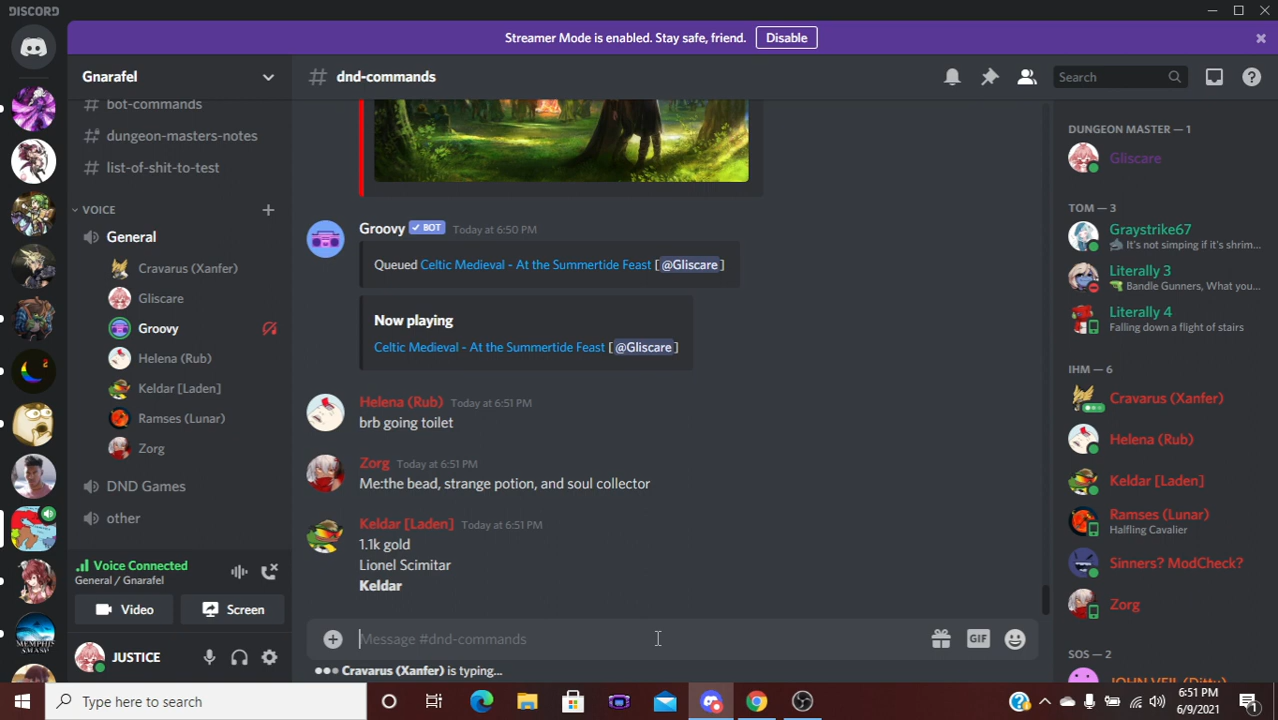 DISCORD
Streamer Mode is enabled. Stay safe, friend. Disable
Gnarafel
bot-commands
dungeon-masters-notes
list-of-shit-to-test
VOICE
General
Cravarus (Xanfer)
Gliscare
Groovy
Helena (Rub)
Keldar [Laden]
Ramses (Lunar)
Zorg
DND Games
other
Voice Connected
General / Gnarafel
Video Screen
JUSTICE
# dnd-commands
Search
Groovy ✓ BOT Today at 6:50 PM
Queued Celtic Medieval - At the Summertide Feast [ @Gliscare ]
Now playing
Celtic Medieval - At the Summertide Feast [ @Gliscare ]
Helena (Rub) Today at 6:51 PM
brb going toilet
Zorg Today at 6:51 PM
Me:the bead, strange potion, and soul collector
Keldar [Laden] Today at 6:51 PM
1.1k gold
Lionel Scimitar
Keldar
Message #dnd-commands
GIF
Cravarus (Xanfer) is typing...
DUNGEON MASTER — 1
Gliscare
TOM — 3
Graystrike67
It's not simping if it's shrim...
Literally 3
Bandle Gunners, What you...
Literally 4
Falling down a flight of stairs
IHM — 6
Cravarus (Xanfer)
Helena (Rub)
Keldar [Laden]
Ramses (Lunar)
Halfling Cavalier
Sinners? ModCheck?
Zorg
SOS — 2
JOHN VEIL (Ditty)
Type here to search
6:51 PM
6/9/2021
1